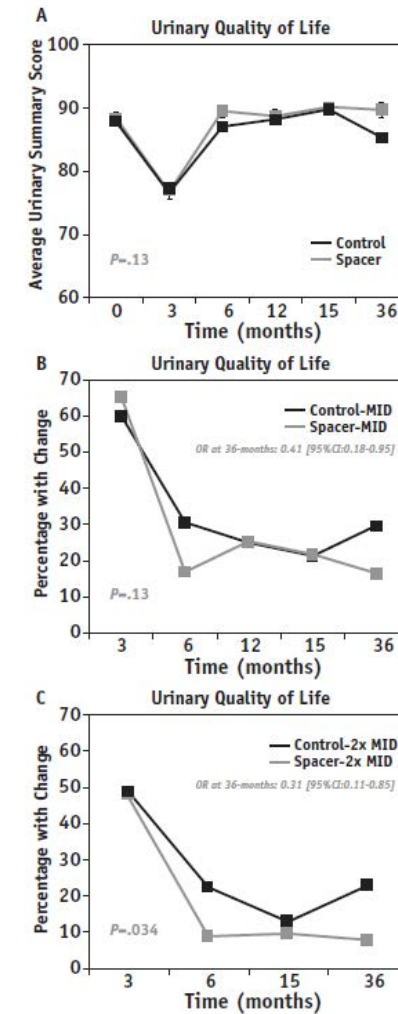 A
Urinary Quality of Life
Average Urinary Summary Score
100
90
80
70
60
P=.13
Control
Spacer
0 3 6 12 15 36
Time (months)
B
Urinary Quality of Life
Percentage with Change
70
60
50
40
30
20
10
0
Control-MID
Spacer-MID
OR at 36-months: 0.41 [95%CI:0.18-0.95]
P=.13
3 6 12 15 36
Time (months)
C
Urinary Quality of Life
Percentage with Change
70
60
50
40
30
20
10
0
Control-2x MID
Spacer-2x MID
OR at 36-months: 0.31 [95%CI:0.11-0.85]
P=.034
3 6 15 36
Time (months)